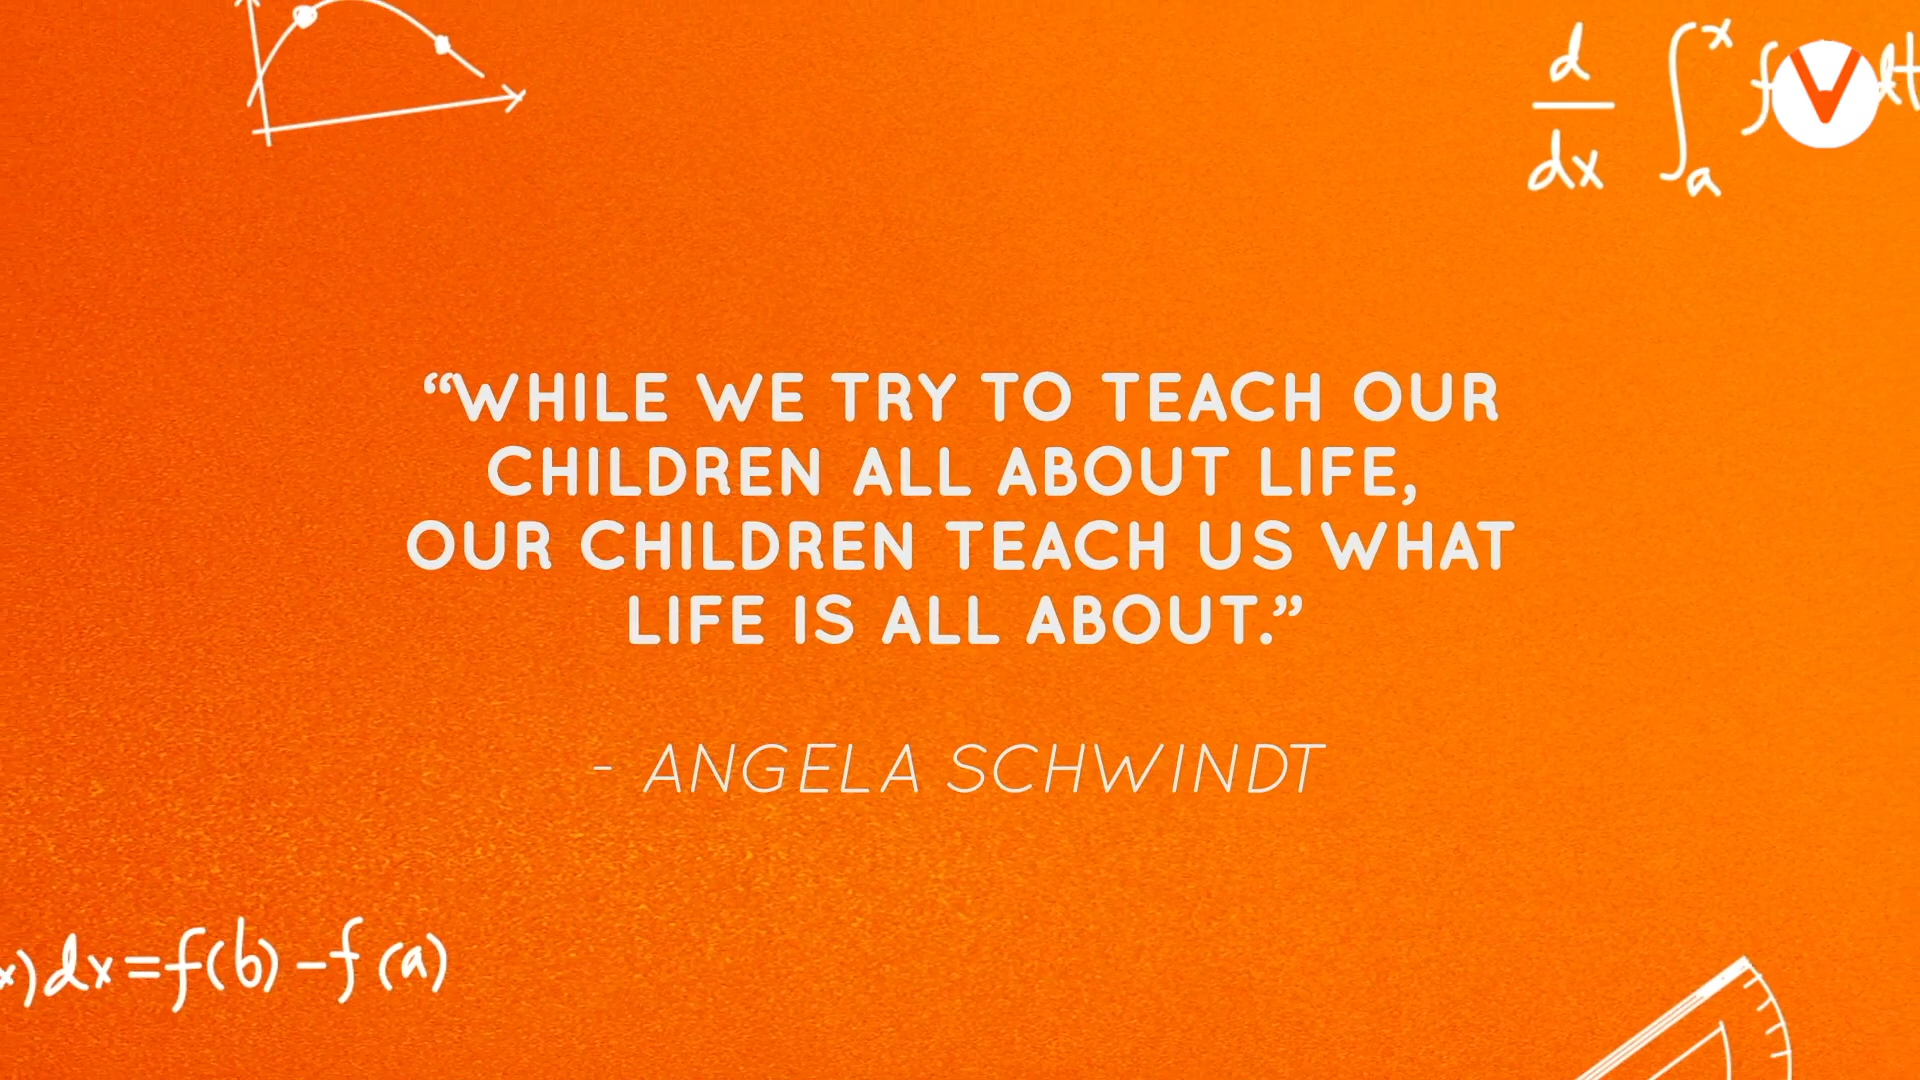 d
dx
∫ x a f dt
“WHILE WE TRY TO TEACH OUR
CHILDREN ALL ABOUT LIFE,
OUR CHILDREN TEACH US WHAT
LIFE IS ALL ABOUT.”
- ANGELA SCHWINDT
x)dx=f(b)-f(a)